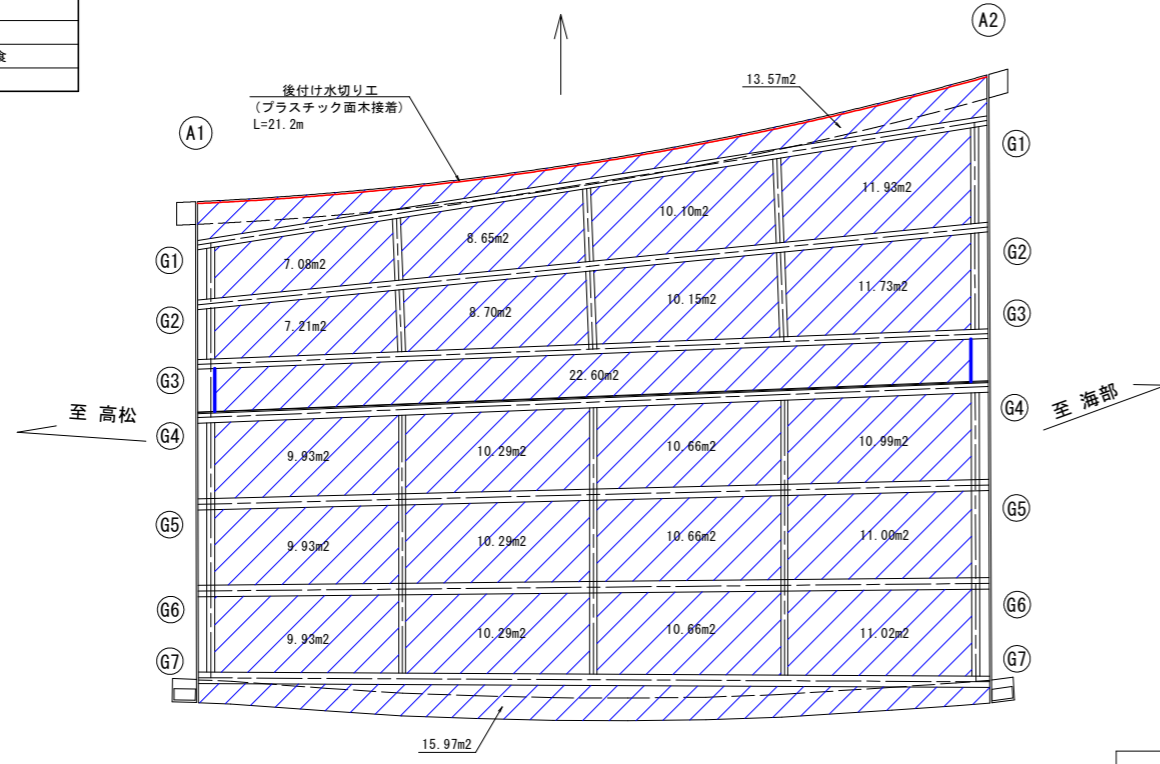 食
A2
後付け水切り工
(プラスチック面木接着)
L=21.2m
13.57m2
A1
G1
11.93m2
10.10m2
8.65m2
7.08m2
G1
G2
11.73m2
10.15m2
8.70m2
7.21m2
G2
G3
22.60m2
G3
至 高松
至 海部
G4
G4
9.93m2
10.29m2
10.66m2
10.99m2
G5
G5
9.93m2
10.29m2
10.66m2
11.00m2
G6
G6
9.93m2
10.29m2
10.66m2
11.02m2
G7
G7
15.97m2